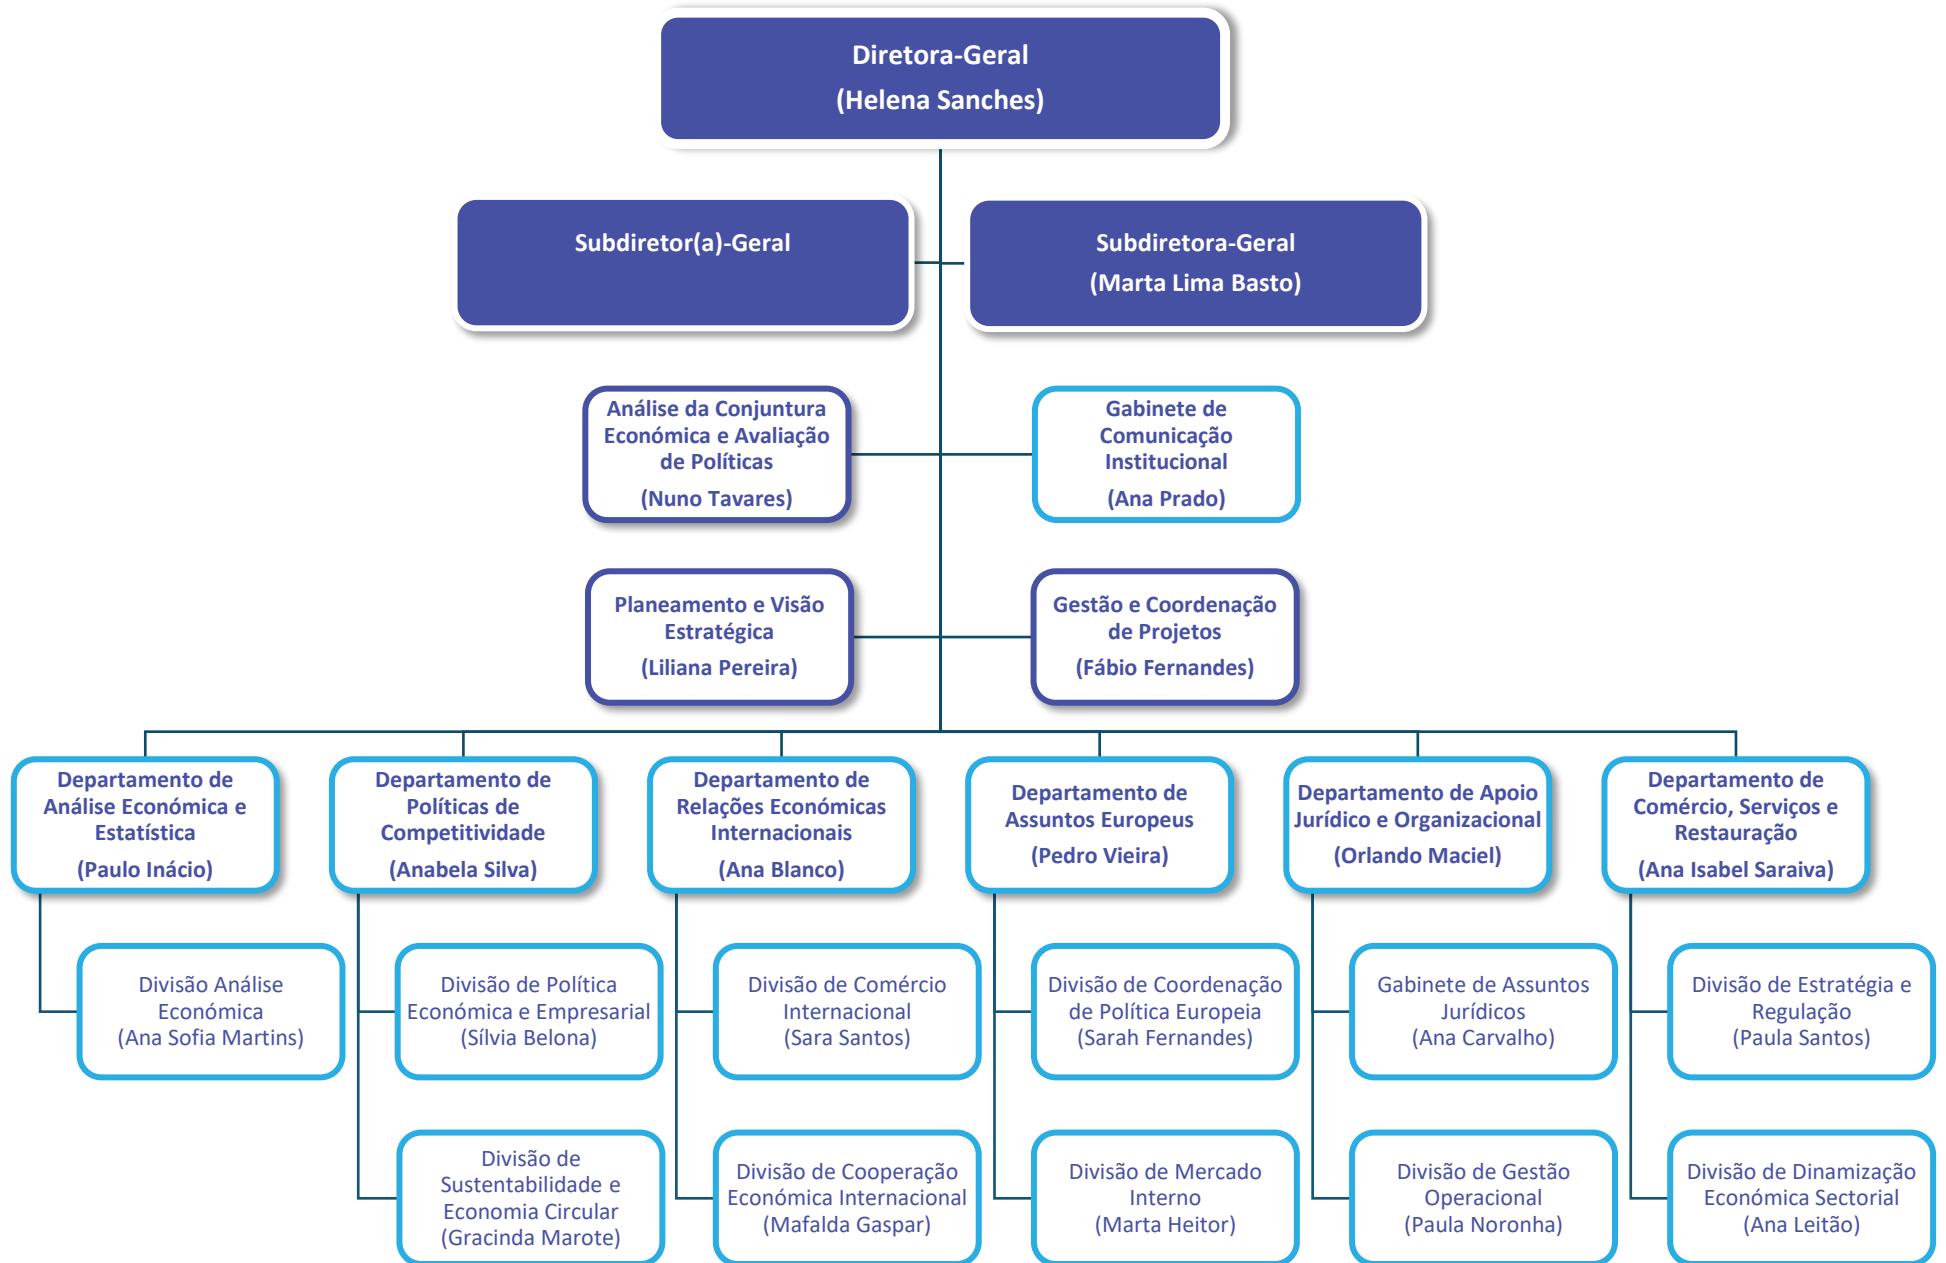 Diretora-Geral
(Helena Sanches)
Subdiretor(a)-Geral
Subdiretora-Geral
(Marta Lima Basto)
Análise da Conjuntura
Económica e Avaliação
de Políticas
(Nuno Tavares)
Gabinete de
Comunicação
Institucional
(Ana Prado)
Planeamento e Visão
Estratégica
(Liliana Pereira)
Gestão e Coordenação
de Projetos
(Fábio Fernandes)
Departamento de
Análise Económica e
Estatística
(Paulo Inácio)
Departamento de
Políticas de
Competitividade
(Anabela Silva)
Departamento de
Relações Económicas
Internacionais
(Ana Blanco)
Departamento de
Assuntos Europeus
(Pedro Vieira)
Departamento de Apoio
Jurídico e Organizacional
(Orlando Maciel)
Departamento de
Comércio, Serviços e
Restauração
(Ana Isabel Saraiva)
Divisão Análise
Económica
(Ana Sofia Martins)
Divisão de Política
Económica e Empresarial
(Sílvia Belona)
Divisão de Comércio
Internacional
(Sara Santos)
Divisão de Coordenação
de Política Europeia
(Sarah Fernandes)
Gabinete de Assuntos
Jurídicos
(Ana Carvalho)
Divisão de Estratégia e
Regulação
(Paula Santos)
Divisão de
Sustentabilidade e
Economia Circular
(Gracinda Marote)
Divisão de Cooperação
Económica Internacional
(Mafalda Gaspar)
Divisão de Mercado
Interno
(Marta Heitor)
Divisão de Gestão
Operacional
(Paula Noronha)
Divisão de Dinamização
Económica Sectorial
(Ana Leitão)